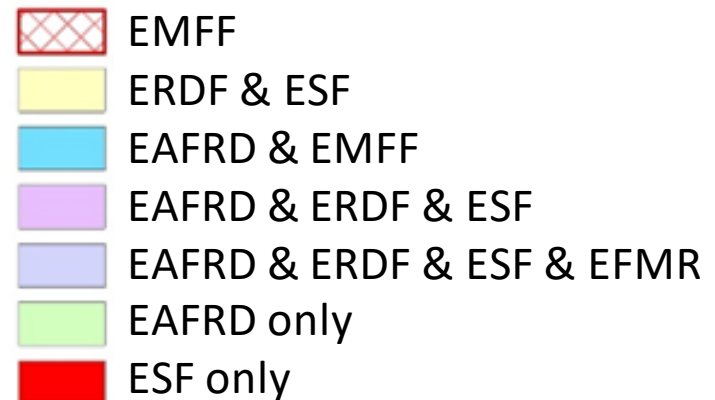 EMFF
ERDF & ESF
EAFRD & EMFF
EAFRD & ERDF & ESF
EAFRD & ERDF & ESF & EFMR
EAFRD only
ESF only